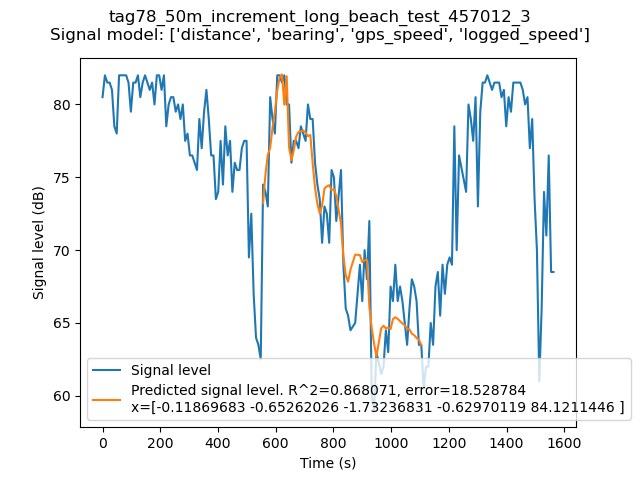 tag78_50m_increment_long_beach_test_457012_3
Signal model: ['distance', 'bearing', 'gps_speed', 'logged_speed']
80
75
70
65
60
Signal level (dB)
Signal level
Predicted signal level. R^2=0.868071, error=18.528784
x=[-0.11869683 -0.65262026 -1.73236831 -0.62970119 84.1211446 ]
0 200 400 600 800 1000 1200 1400 1600
Time (s)